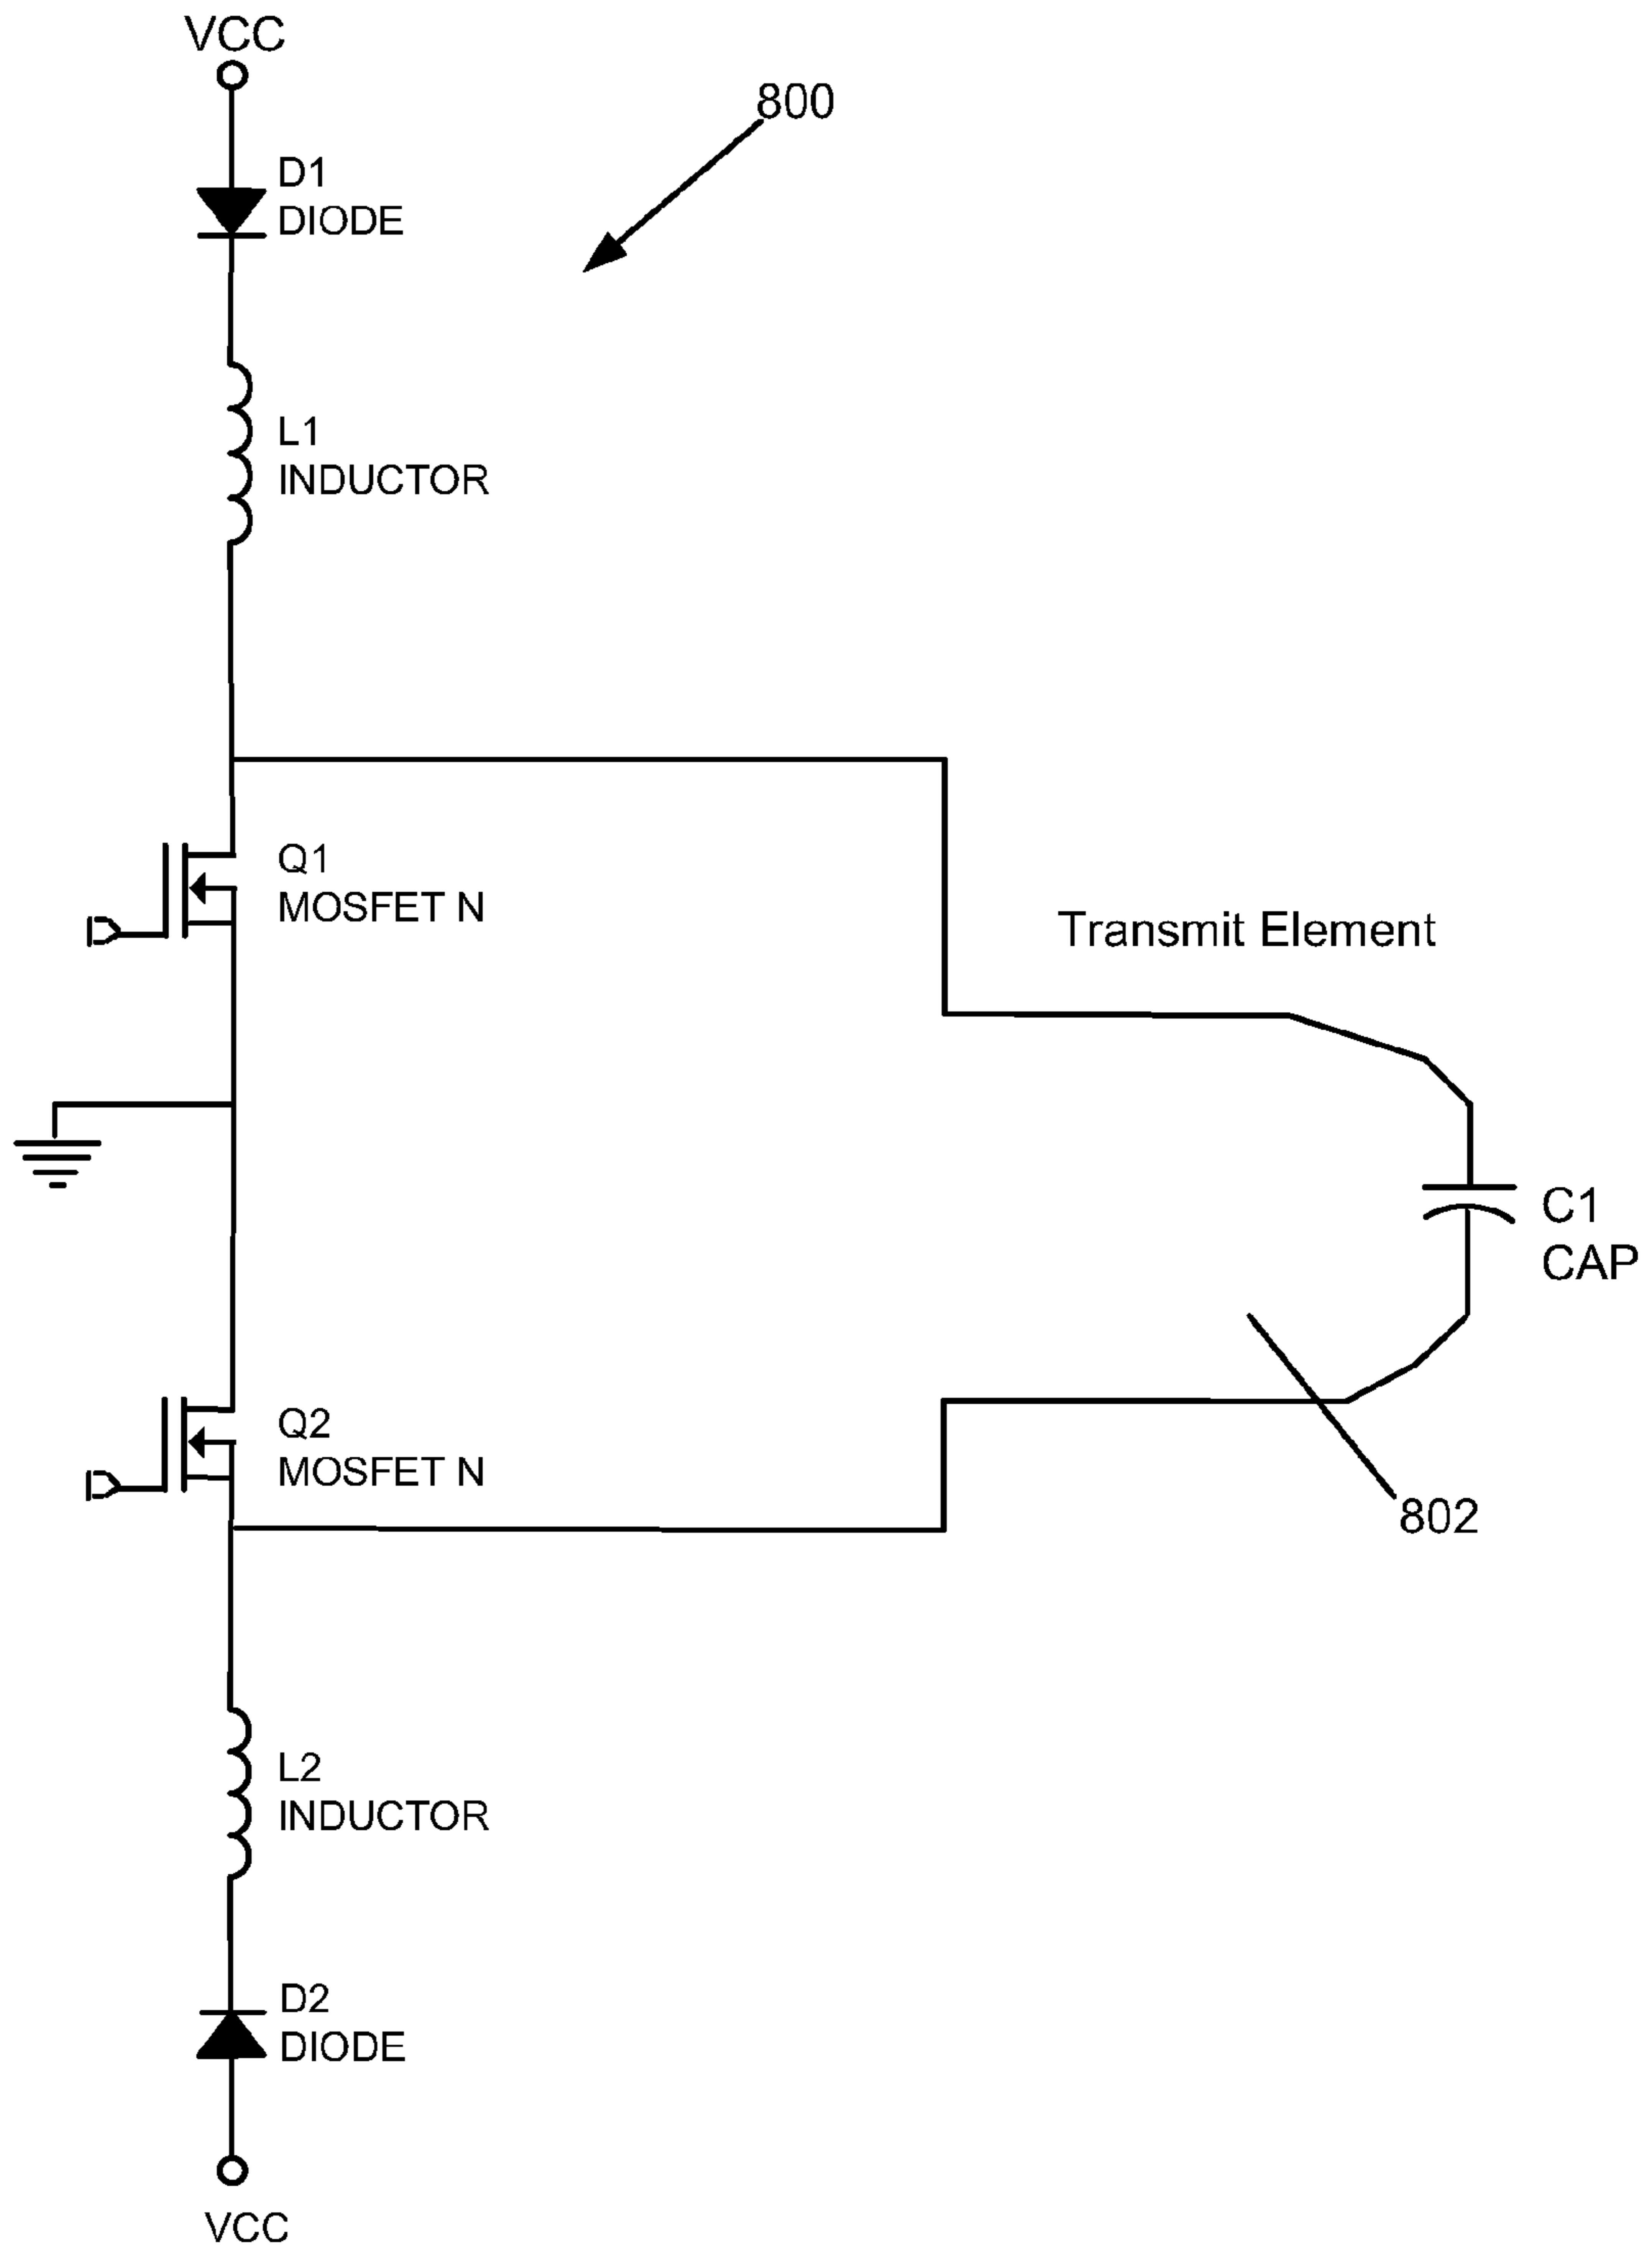 VCC
800
D1
DIODE
L1
INDUCTOR
Q1
MOSFET N
Transmit Element
C1
CAP
Q2
MOSFET N
802
L2
INDUCTOR
D2
DIODE
VCC